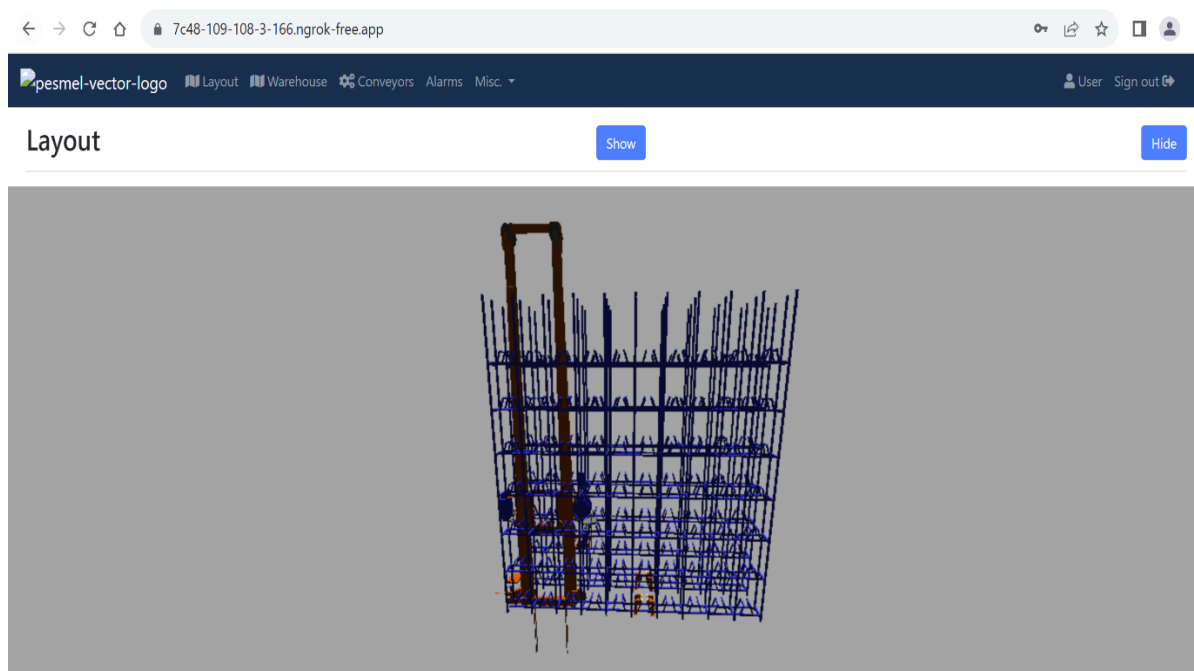 7c48-109-108-3-166.ngrok-free.app
pesmel-vector-logo Layout Warehouse Conveyors Alarms Misc. User Sign out
Layout Show Hide